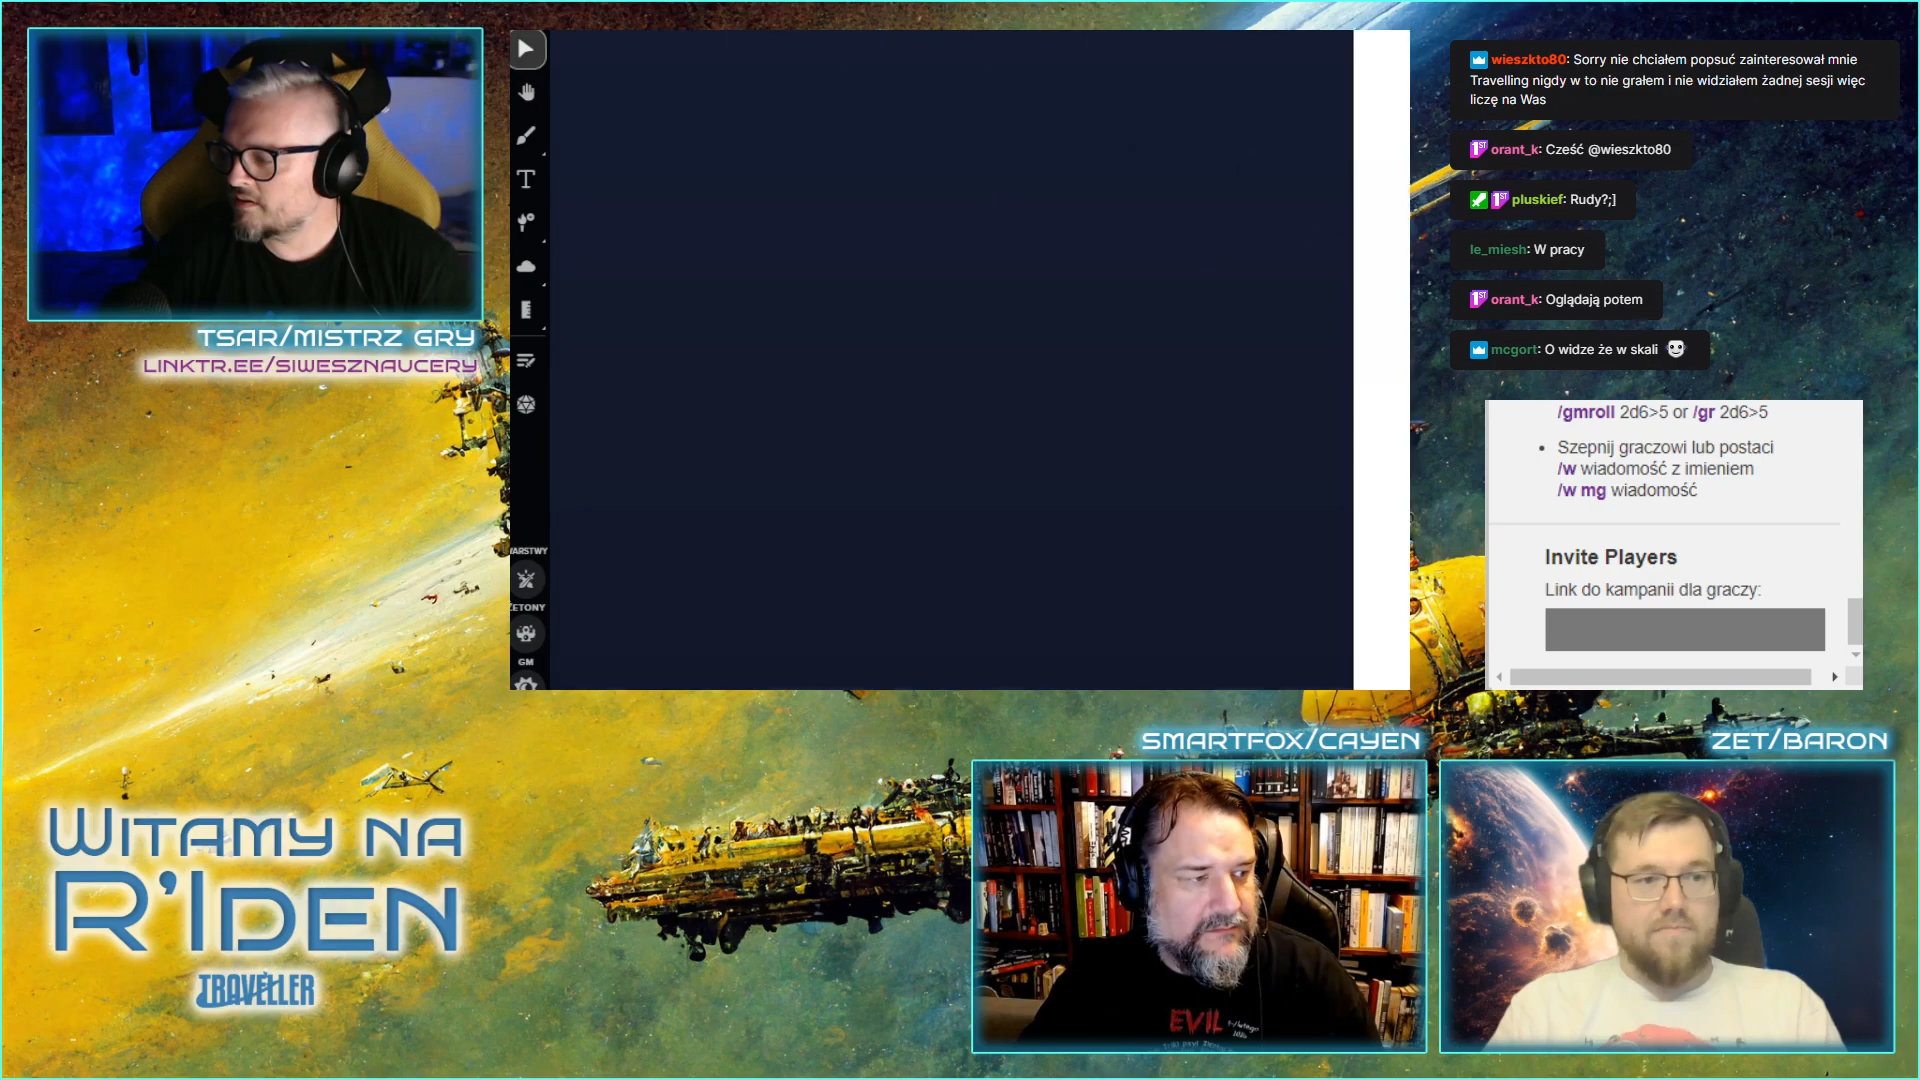 TSAR/MISTRZ GRY
LINKTR.EE/SIWESZNAUCERY
WARSTWY
ŻETONY
GM
wieszkto80: Sorry nie chciałem popsuć zainteresował mnie
Travelling nigdy w to nie grałem i nie widziałem żadnej sesji więc
liczę na Was
1ST orant_k: Cześć @wieszkto80
1ST pluskief: Rudy?;]
le_miesh: W pracy
1ST orant_k: Oglądają potem
mcgort: O widze że w skali
/gmroll 2d6>5 or /gr 2d6>5
• Szepnij graczowi lub postaci
/w wiadomość z imieniem
/w mg wiadomość
Invite Players
Link do kampanii dla graczy:
SMARTFOX/CAYEN
ZET/BARON
WITAMY NA
R'IDEN
TRAVELLER
EVIL